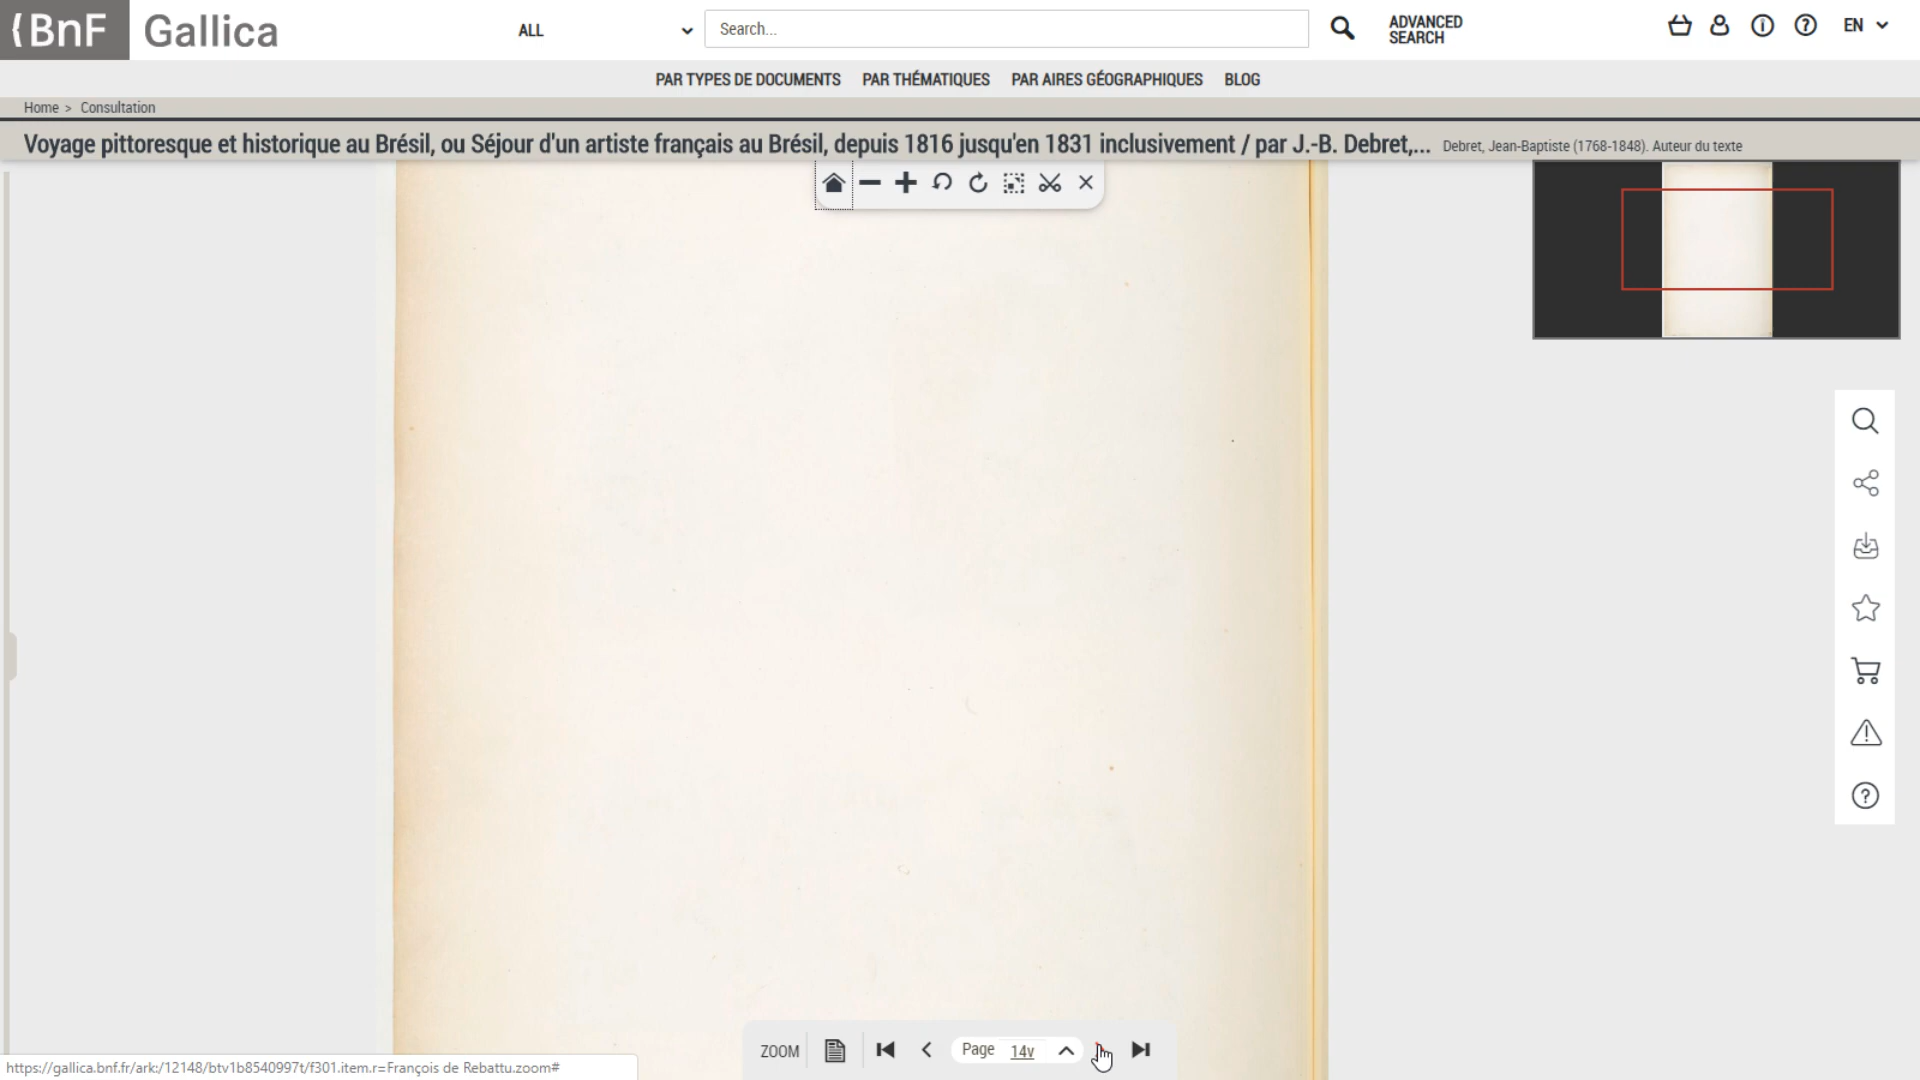 BnF Gallica
ALL
Search...
ADVANCED
SEARCH
EN
PAR TYPES DE DOCUMENTS PAR THÉMATIQUES PAR AIRES GÉOGRAPHIQUES BLOG
Home > Consultation
Voyage pittoresque et historique au Brésil, ou Séjour d'un artiste français au Brésil, depuis 1816 jusqu'en 1831 inclusivement / par J.-B. Debret,... Debret, Jean-Baptiste (1768-1848). Auteur du texte
ZOOM Page 14v
https://gallica.bnf.fr/ark:/12148/btv1b8540997t/f301.item.r=François de Rebattu.zoom#